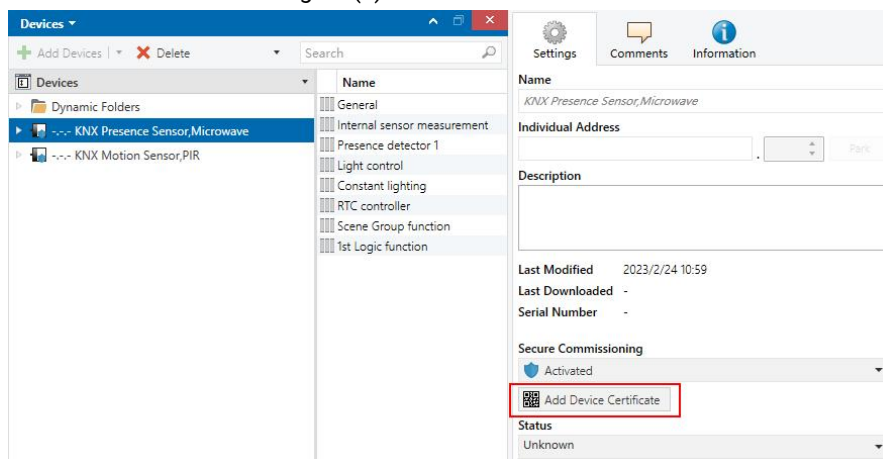 Devices
Add Devices | Delete Search
Devices
Dynamic Folders
-.-.- KNX Presence Sensor,Microwave
-.-.- KNX Motion Sensor,PIR
Name
General
Internal sensor measurement
Presence detector 1
Light control
Constant lighting
RTC controller
Scene Group function
1st Logic function
Settings Comments Information
Name
KNX Presence Sensor,Microwave
Individual Address
. Park
Description
Last Modified 2023/2/24 10:59
Last Downloaded -
Serial Number -
Secure Commissioning
Activated
Add Device Certificate
Status
Unknown